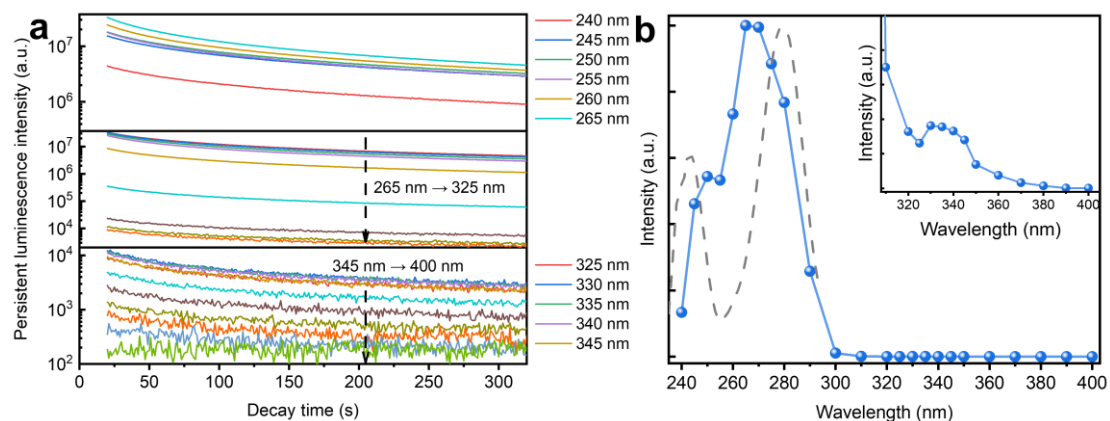 a
Persistent luminescence intensity (a.u.)
10⁷
10⁶
10⁷
10⁶
10⁵
10⁴
10⁴
10³
10²
0 50 100 150 200 250 300
Decay time (s)
265 nm → 325 nm
345 nm → 400 nm
240 nm
245 nm
250 nm
255 nm
260 nm
265 nm
325 nm
330 nm
335 nm
340 nm
345 nm
b
Intensity (a.u.)
240 260 280 300 320 340 360 380 400
Wavelength (nm)
Intensity (a.u.)
320 340 360 380 400
Wavelength (nm)